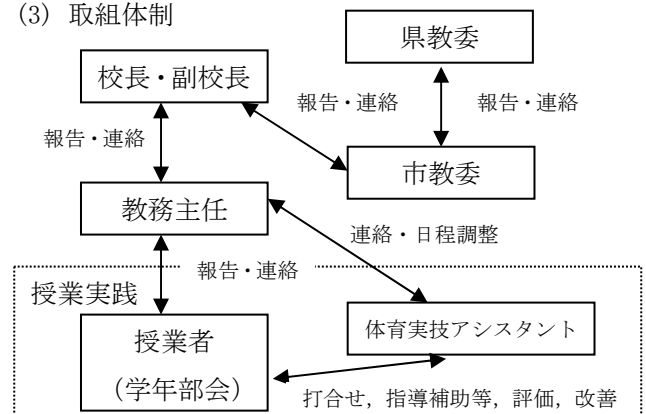 (3) 取組体制
県教委
校長・副校長
報告・連絡
報告・連絡
報告・連絡
市教委
教務主任
連絡・日程調整
報告・連絡
授業実践
体育実技アシスタント
授業者
（学年部会）
打合せ，指導補助等，評価，改善